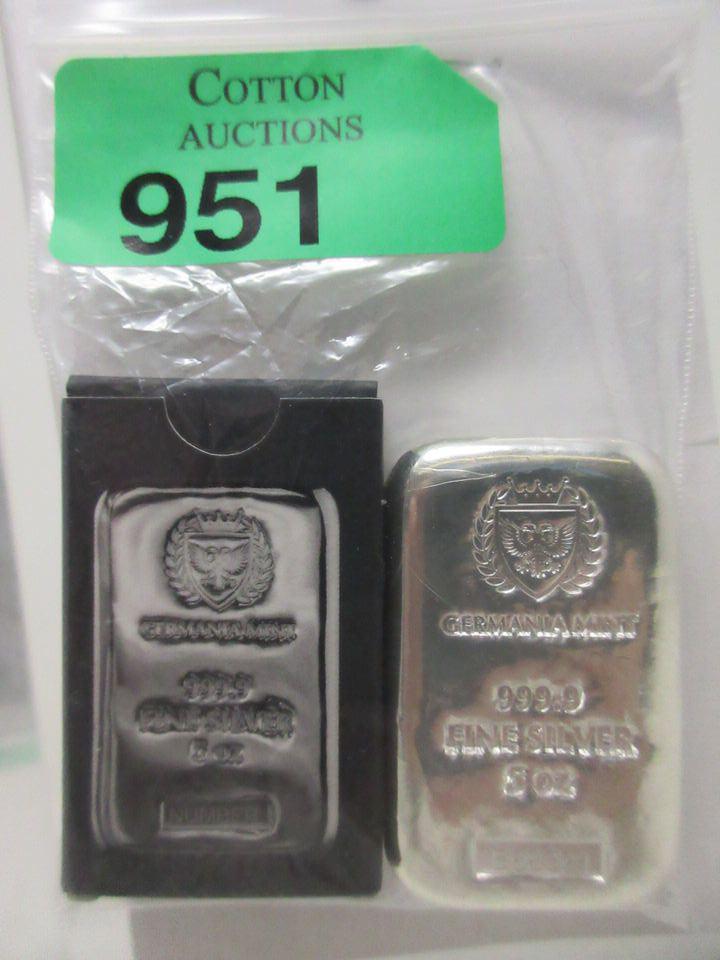 COTTON
AUCTIONS
951
GERMANIA MINT
999.9
FINE SILVER
5 oz
NUMBER
GERMANIA MINT
999.9
FINE SILVER
5 oz